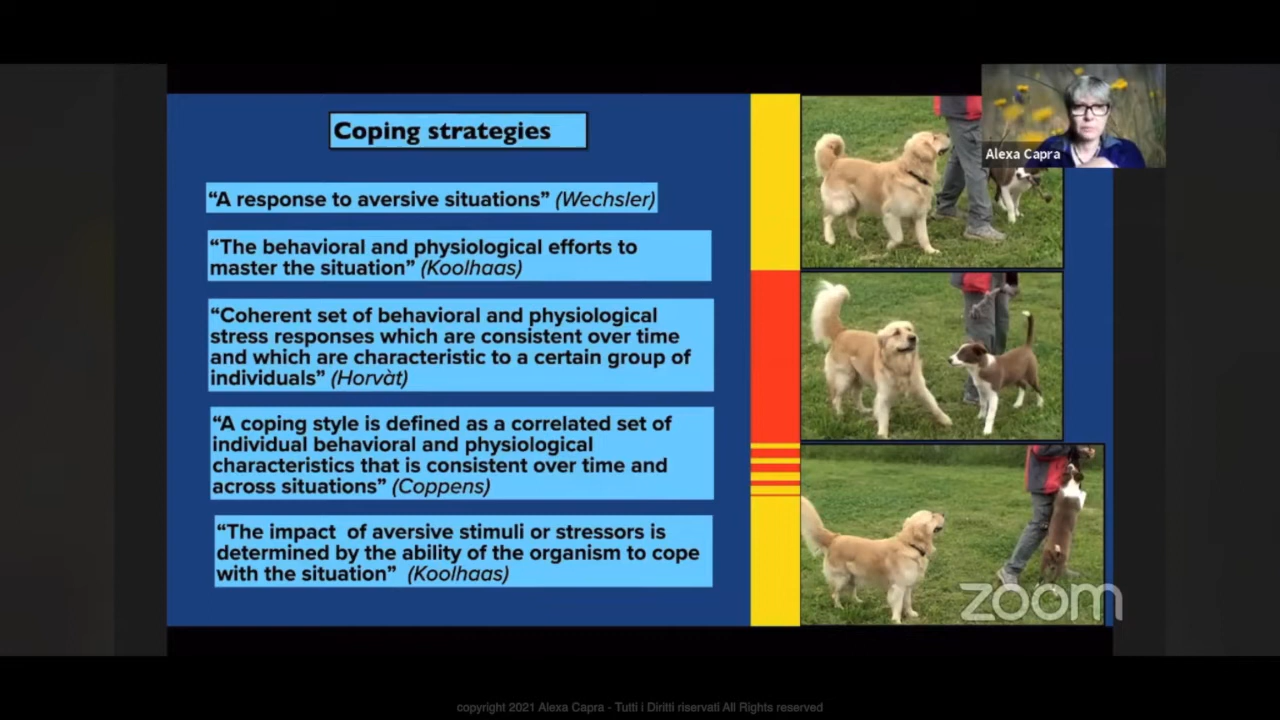 Coping strategies
“A response to aversive situations” (Wechsler)
“The behavioral and physiological efforts to
master the situation” (Koolhaas)
“Coherent set of behavioral and physiological
stress responses which are consistent over time
and which are characteristic to a certain group of
individuals” (Horvàt)
“A coping style is defined as a correlated set of
individual behavioral and physiological
characteristics that is consistent over time and
across situations” (Coppens)
“The impact of aversive stimuli or stressors is
determined by the ability of the organism to cope
with the situation” (Koolhaas)
Alexa Capra
zoom
copyright 2021 Alexa Capra - Tutti i Diritti riservati All Rights reserved